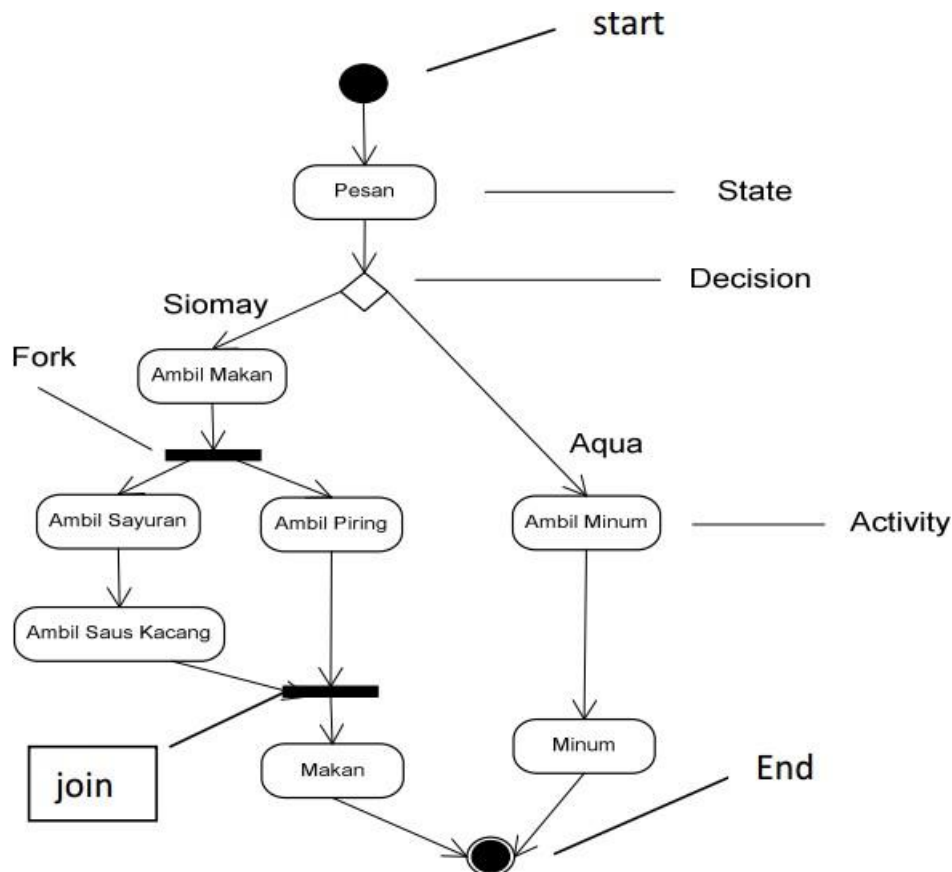 start
Pesan
State
Decision
Siomay
Fork
Ambil Makan
Aqua
Ambil Sayuran
Ambil Piring
Ambil Minum
Activity
Ambil Saus Kacang
join
Makan
Minum
End